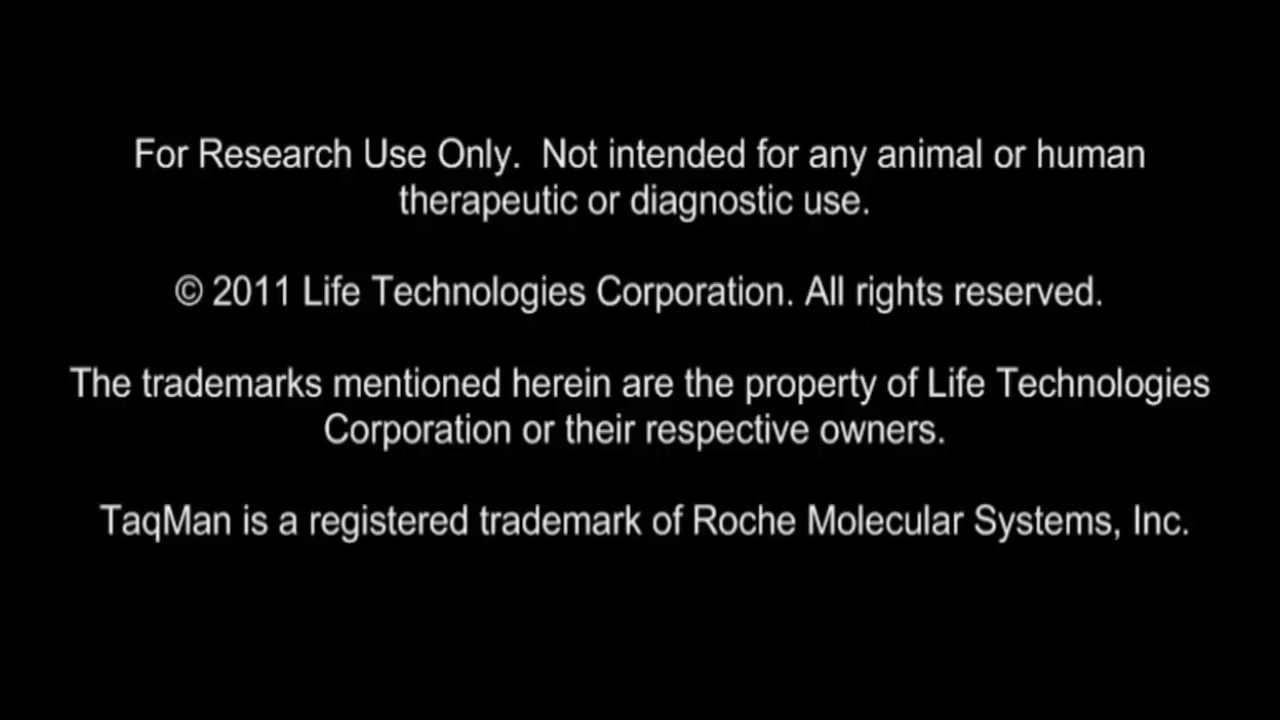 For Research Use Only.  Not intended for any animal or human
therapeutic or diagnostic use.
© 2011 Life Technologies Corporation. All rights reserved.
The trademarks mentioned herein are the property of Life Technologies
Corporation or their respective owners.
TaqMan is a registered trademark of Roche Molecular Systems, Inc.